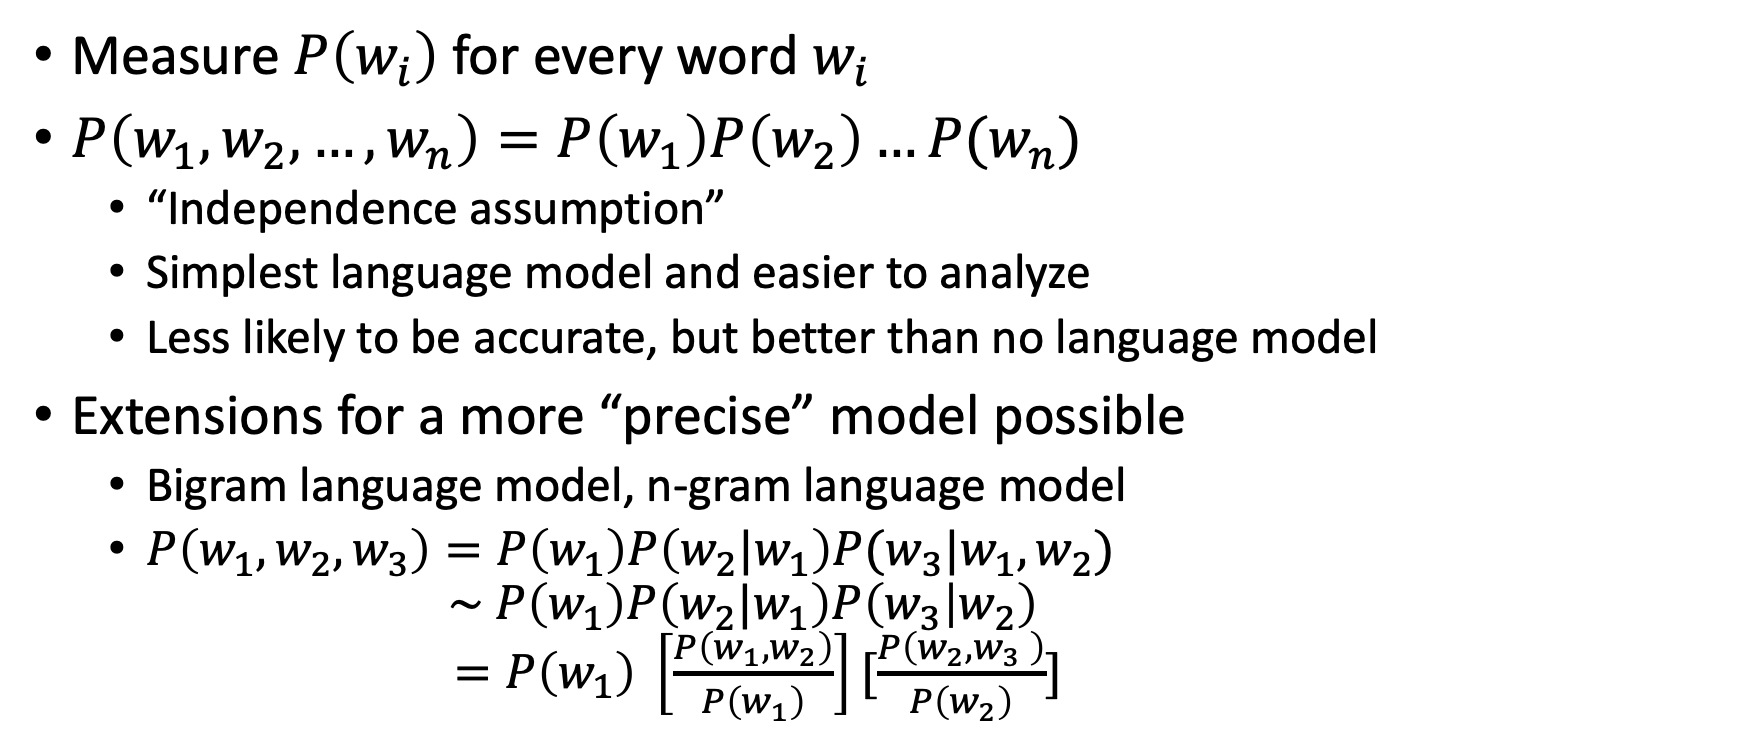 • Measure P(wᵢ) for every word wᵢ
• P(w₁, w₂, … , wₙ) = P(w₁)P(w₂) … P(wₙ)
• “Independence assumption”
• Simplest language model and easier to analyze
• Less likely to be accurate, but better than no language model
• Extensions for a more “precise” model possible
• Bigram language model, n-gram language model
• P(w₁, w₂, w₃) = P(w₁)P(w₂|w₁)P(w₃|w₁, w₂)
~ P(w₁)P(w₂|w₁)P(w₃|w₂)
= P(w₁) [P(w₁,w₂)/P(w₁)] [P(w₂,w₃ )/P(w₂)]